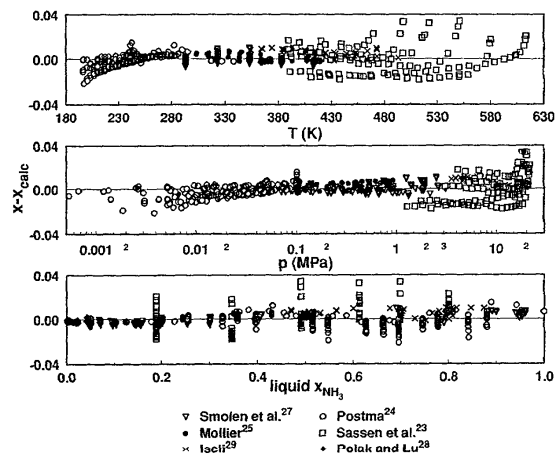 0.04
0.00
-0.04
180 230 280 330 380 430 480 530 580 630
T (K)
0.04
0.00
-0.04
x-x_calc
0.001 2 0.01 2 0.1 2 1 2 3 10 2
p (MPa)
0.04
0.00
-0.04
0.0 0.2 0.4 0.6 0.8 1.0
liquid x_NH₃
Smolen et al.²⁷
Postma²⁴
Mollier²⁵
Sassen et al.²³
Iscli²⁹
Polak and Lu²⁸